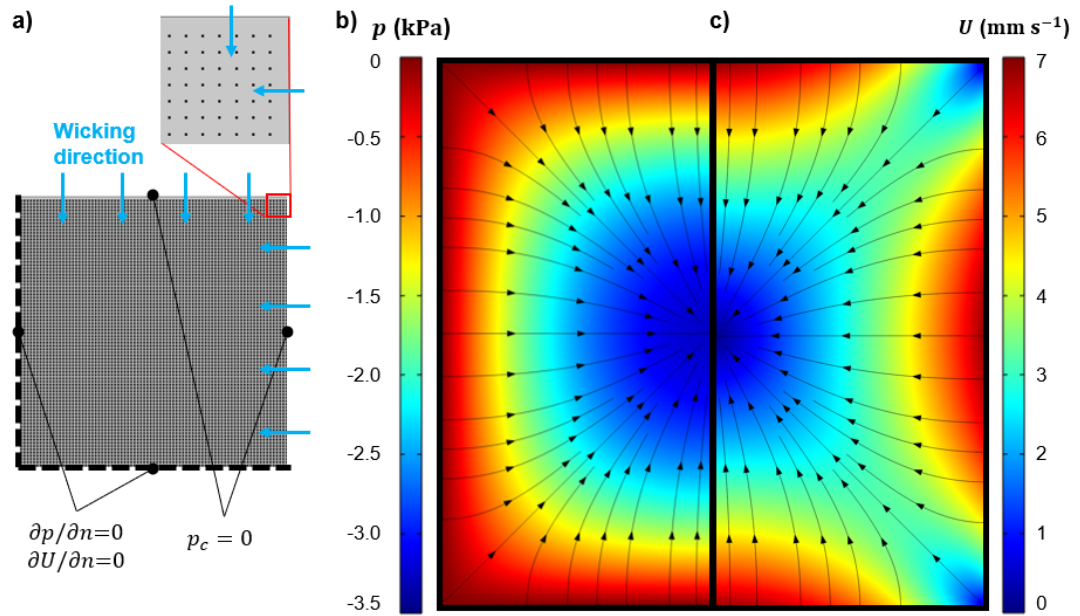 a)
Wicking
direction
∂p/∂n=0
∂U/∂n=0
p_c = 0
b)
p (kPa)
0
-0.5
-1.0
-1.5
-2.0
-2.5
-3.0
-3.5
c)
U (mm s⁻¹)
7
6
5
4
3
2
1
0